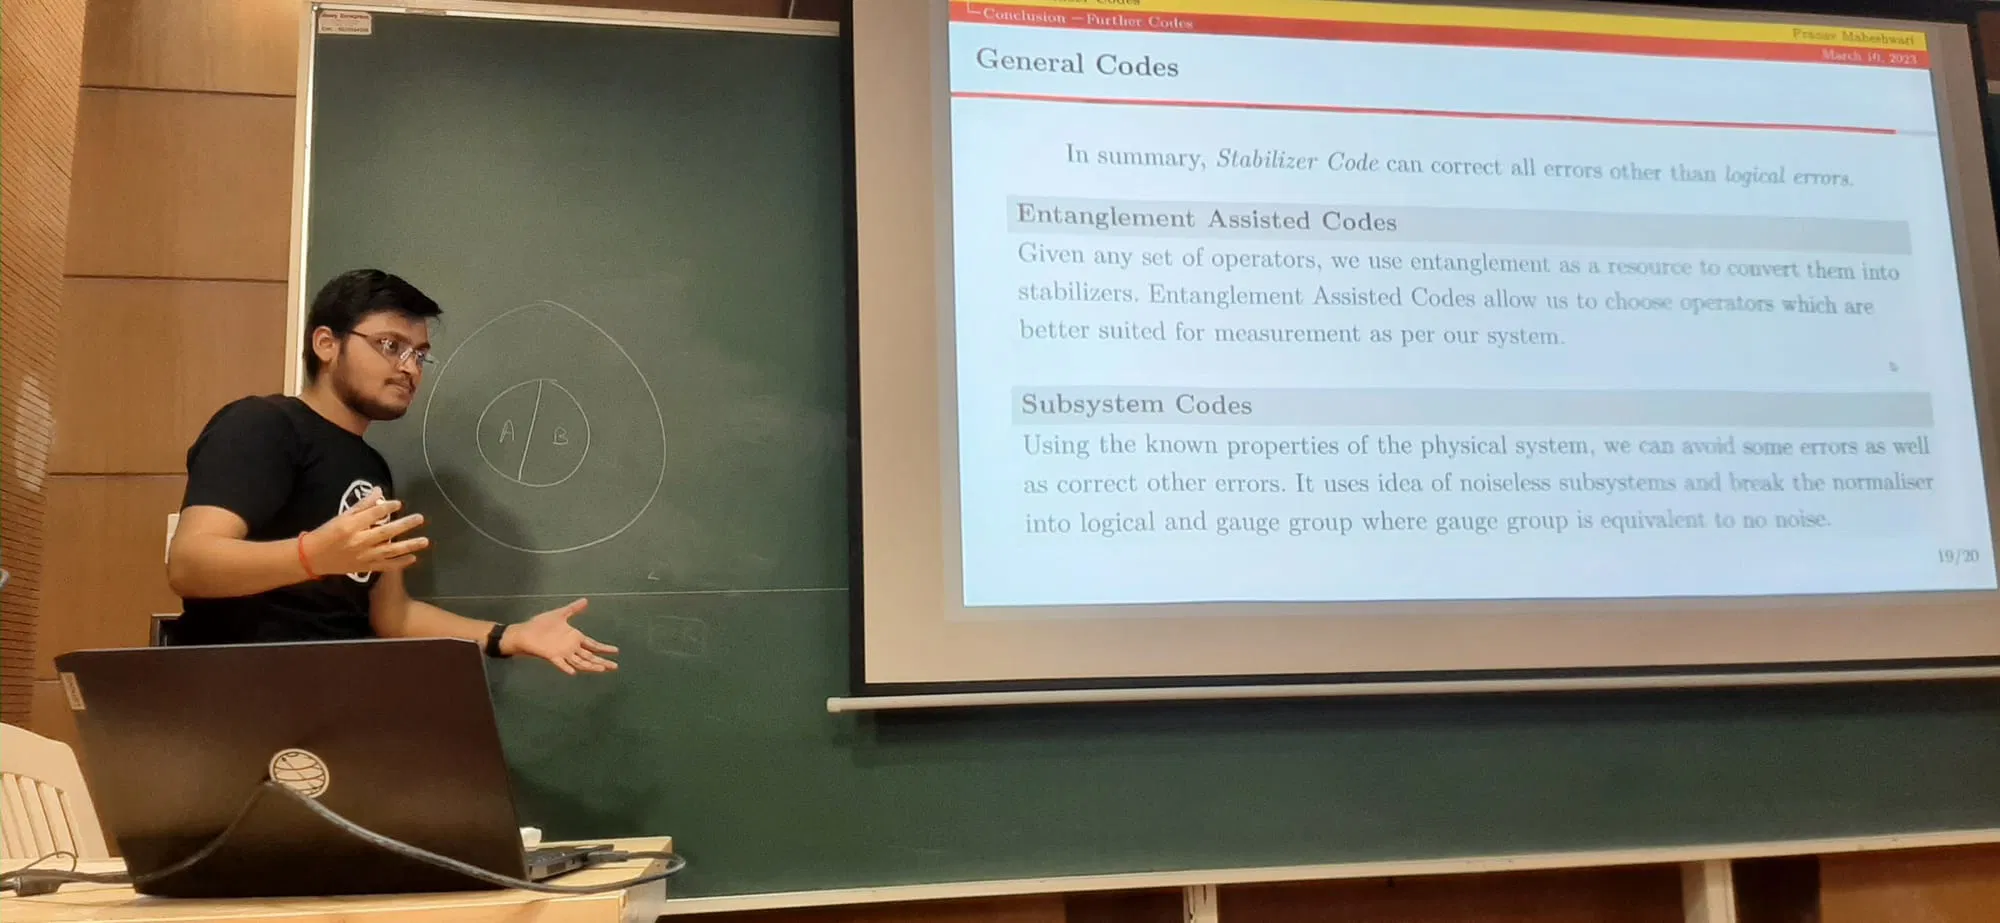 Codes
Conclusion — Further Codes
Pranav Maheshwari
March 10, 2023
General Codes
In summary, Stabilizer Code can correct all errors other than logical errors.
Entanglement Assisted Codes
Given any set of operators, we use entanglement as a resource to convert them into
stabilizers. Entanglement Assisted Codes allow us to choose operators which are
better suited for measurement as per our system.
Subsystem Codes
Using the known properties of the physical system, we can avoid some errors as well
as correct other errors. It uses idea of noiseless subsystems and break the normaliser
into logical and gauge group where gauge group is equivalent to no noise.
19/20
A B